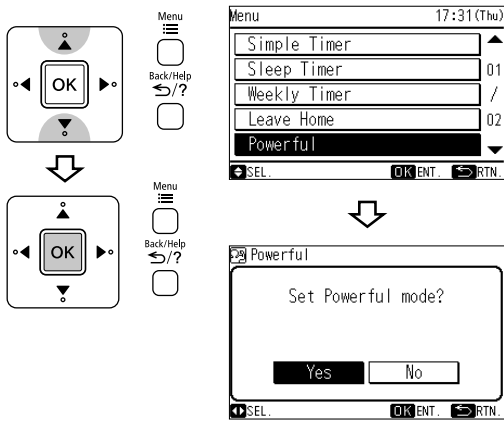 Menu
OK
Back/Help
?
Menu 17:31(Thu)
Simple Timer
Sleep Timer 01
Weekly Timer /
Leave Home 02
Powerful
SEL. OK ENT. RTN.
Menu
OK
Back/Help
?
Powerful
Set Powerful mode?
Yes No
SEL. OK ENT. RTN.